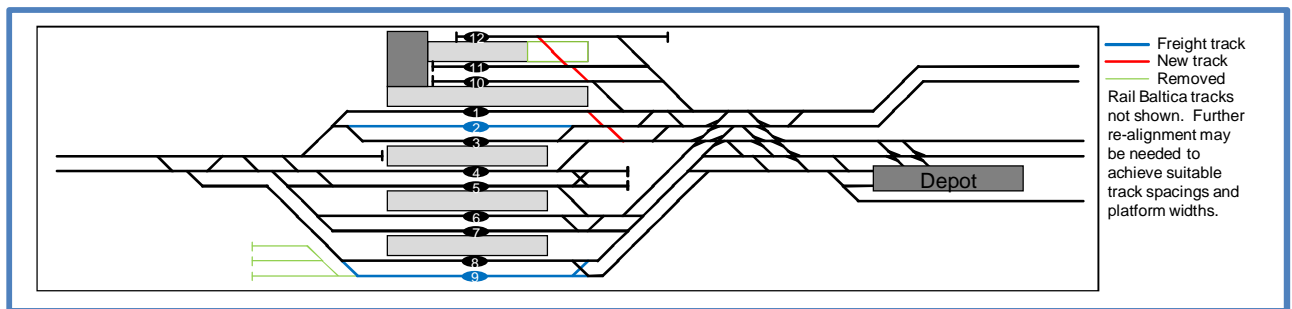 12
11
10
1
2
3
4
5
6
7
8
9
Depot
Freight track
New track
Removed
Rail Baltica tracks
not shown. Further
re-alignment may
be needed to
achieve suitable
track spacings and
platform widths.